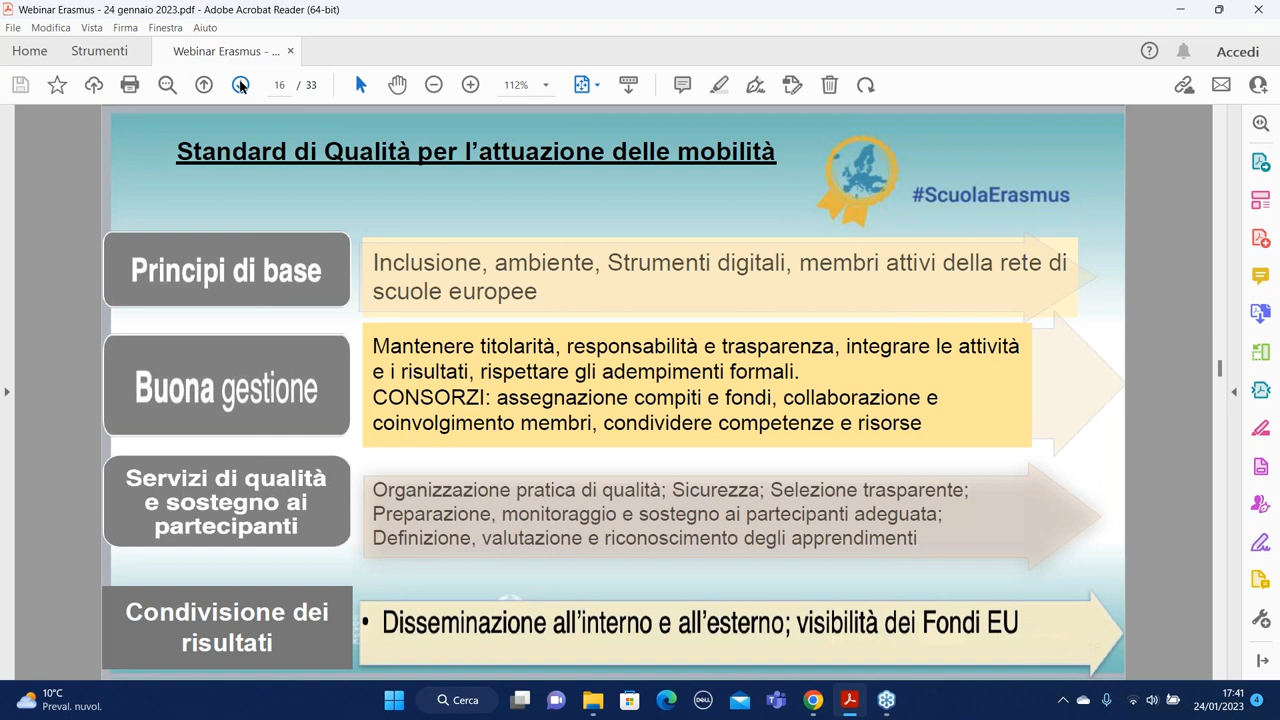 Webinar Erasmus - 24 gennaio 2023.pdf - Adobe Acrobat Reader (64-bit)
File Modifica Vista Firma Finestra Aiuto
Home Strumenti Webinar Erasmus - ... × Accedi
16 / 33 112%
Standard di Qualità per l’attuazione delle mobilità
#ScuolaErasmus
Principi di base
Inclusione, ambiente, Strumenti digitali, membri attivi della rete di
scuole europee
Buona gestione
Mantenere titolarità, responsabilità e trasparenza, integrare le attività
e i risultati, rispettare gli adempimenti formali.
CONSORZI: assegnazione compiti e fondi, collaborazione e
coinvolgimento membri, condividere competenze e risorse
Servizi di qualità
e sostegno ai
partecipanti
Organizzazione pratica di qualità; Sicurezza; Selezione trasparente;
Preparazione, monitoraggio e sostegno ai partecipanti adeguata;
Definizione, valutazione e riconoscimento degli apprendimenti
Condivisione dei
risultati
• Disseminazione all’interno e all’esterno; visibilità dei Fondi EU
10°C
Preval. nuvol.
Cerca
DELL
17:41
24/01/2023
4